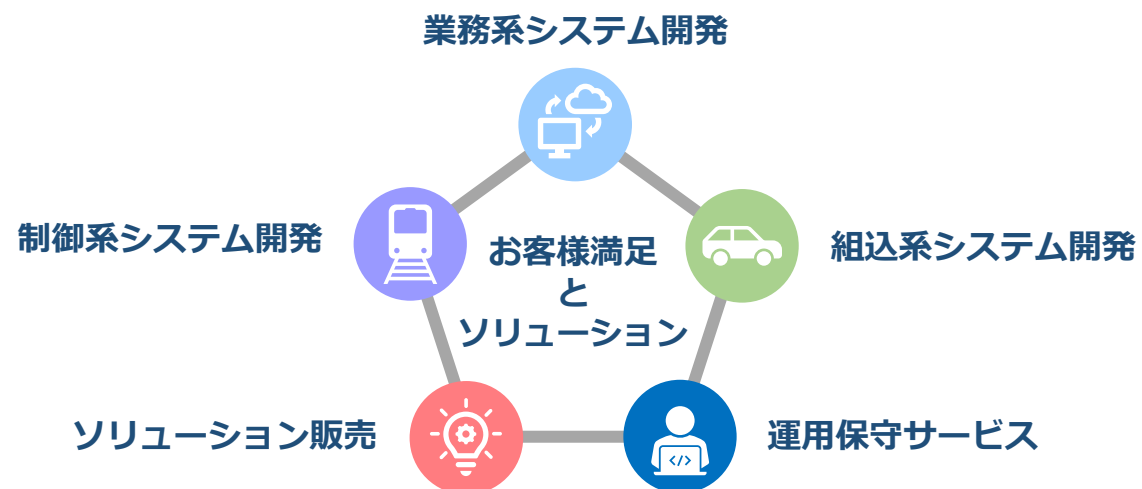 業務系システム開発
制御系システム開発
お客様満足
と
ソリューション
組込系システム開発
ソリューション販売
</>
運用保守サービス